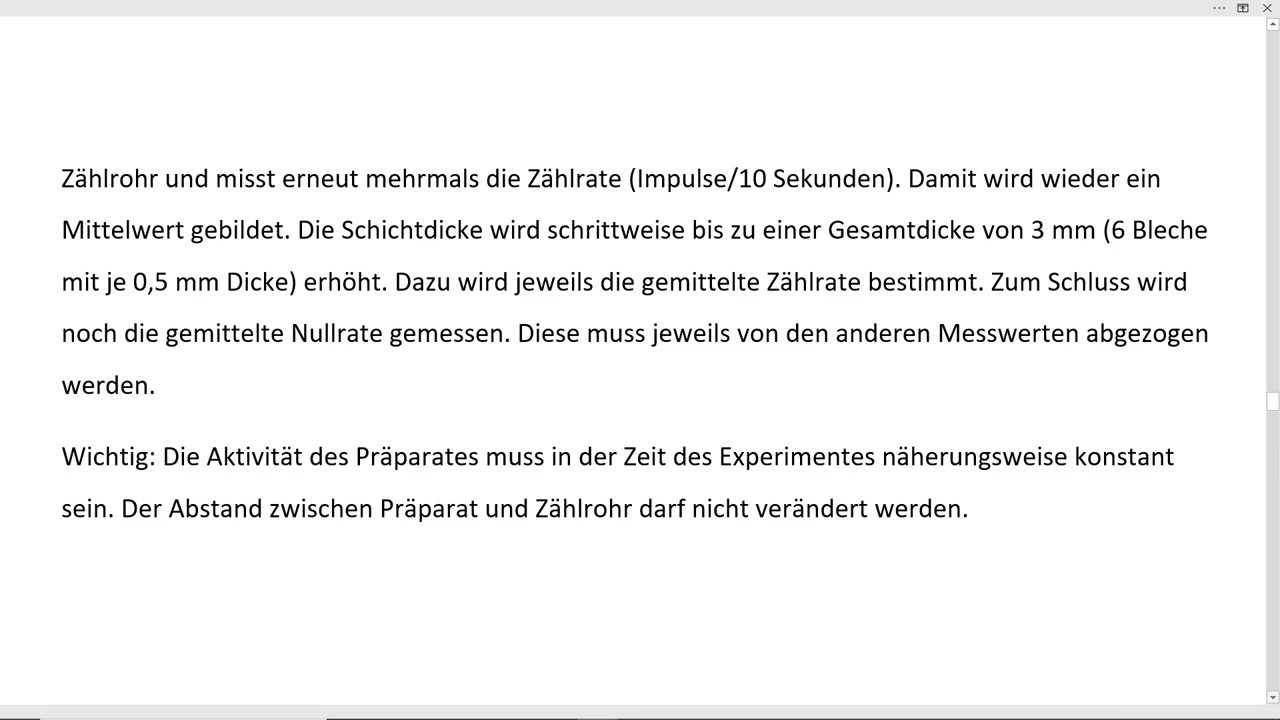 Zählrohr und misst erneut mehrmals die Zählrate (Impulse/10 Sekunden). Damit wird wieder ein
Mittelwert gebildet. Die Schichtdicke wird schrittweise bis zu einer Gesamtdicke von 3 mm (6 Bleche
mit je 0,5 mm Dicke) erhöht. Dazu wird jeweils die gemittelte Zählrate bestimmt. Zum Schluss wird
noch die gemittelte Nullrate gemessen. Diese muss jeweils von den anderen Messwerten abgezogen
werden.
Wichtig: Die Aktivität des Präparates muss in der Zeit des Experimentes näherungsweise konstant
sein. Der Abstand zwischen Präparat und Zählrohr darf nicht verändert werden.